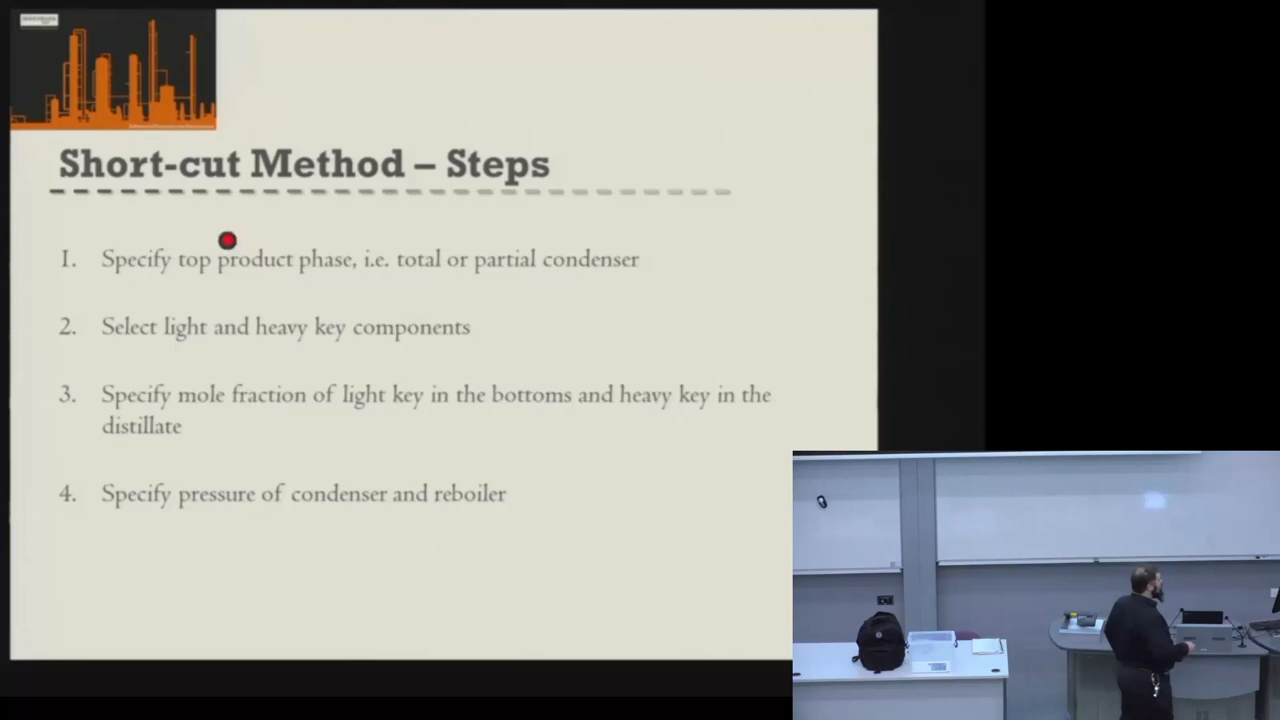 Short-cut Method – Steps
1. Specify top product phase, i.e. total or partial condenser
2. Select light and heavy key components
3. Specify mole fraction of light key in the bottoms and heavy key in the
distillate
4. Specify pressure of condenser and reboiler